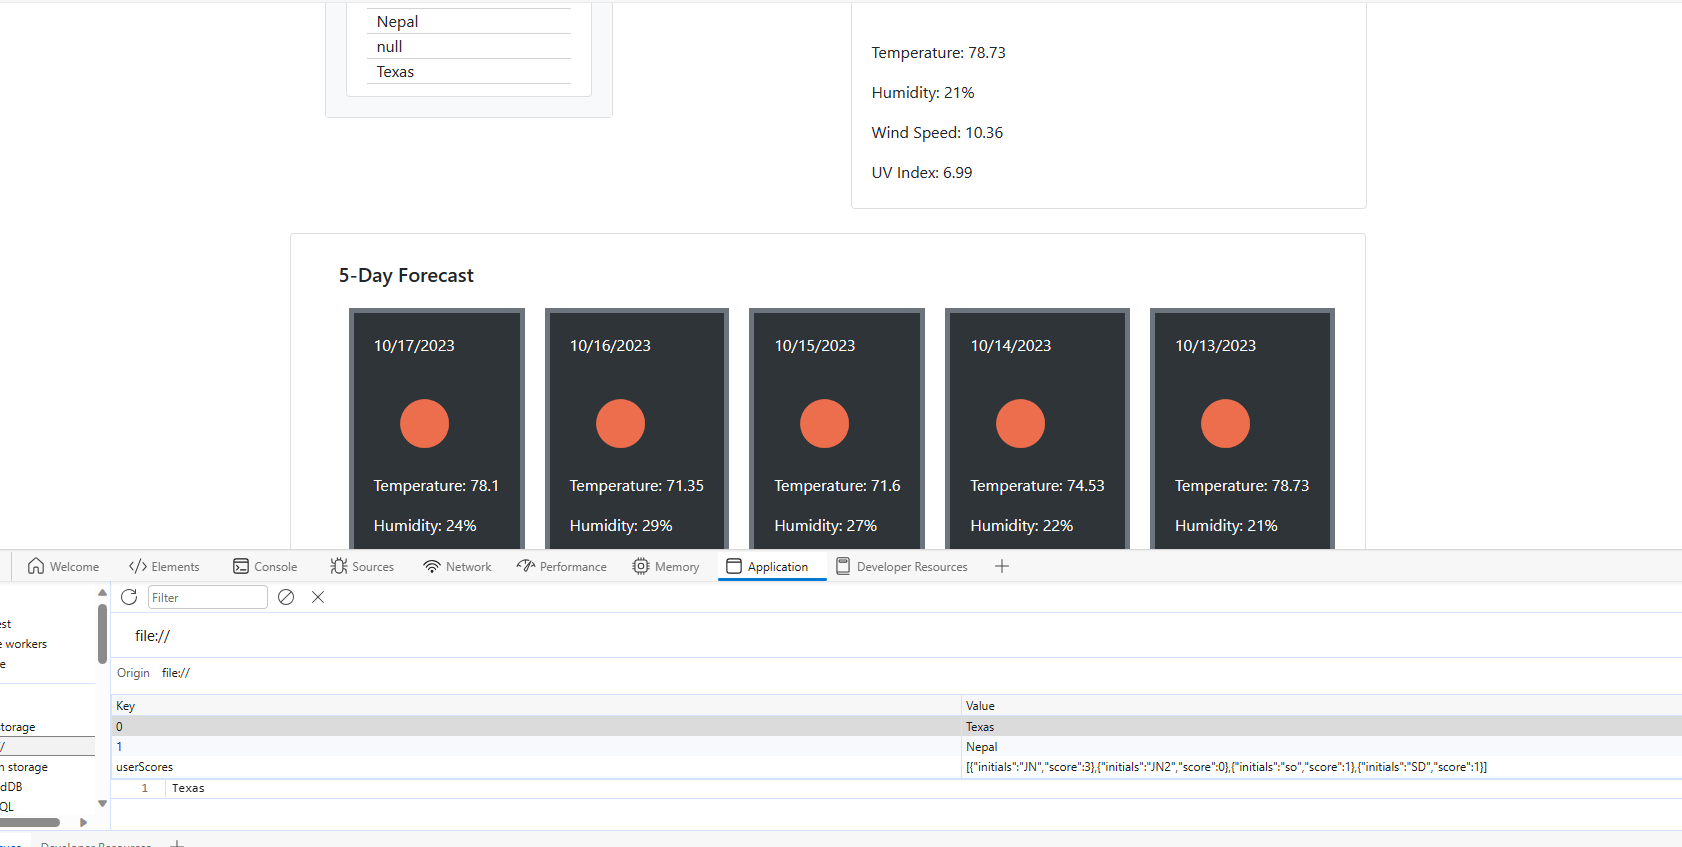 Nepal
null
Texas
Temperature: 78.73
Humidity: 21%
Wind Speed: 10.36
UV Index: 6.99
5-Day Forecast
10/17/2023 10/16/2023 10/15/2023 10/14/2023 10/13/2023
Temperature: 78.1 Temperature: 71.35 Temperature: 71.6 Temperature: 74.53 Temperature: 78.73
Humidity: 24% Humidity: 29% Humidity: 27% Humidity: 22% Humidity: 21%
Welcome Elements Console Sources Network Performance Memory Application Developer Resources
Filter
est
e workers
e
torage
/
n storage
dDB
QL
file://
Origin file://
Key Value
0 Texas
1 Nepal
userScores [{"initials":"JN","score":3},{"initials":"JN2","score":0},{"initials":"so","score":1},{"initials":"SD","score":1}]
1 Texas
Developer Resources